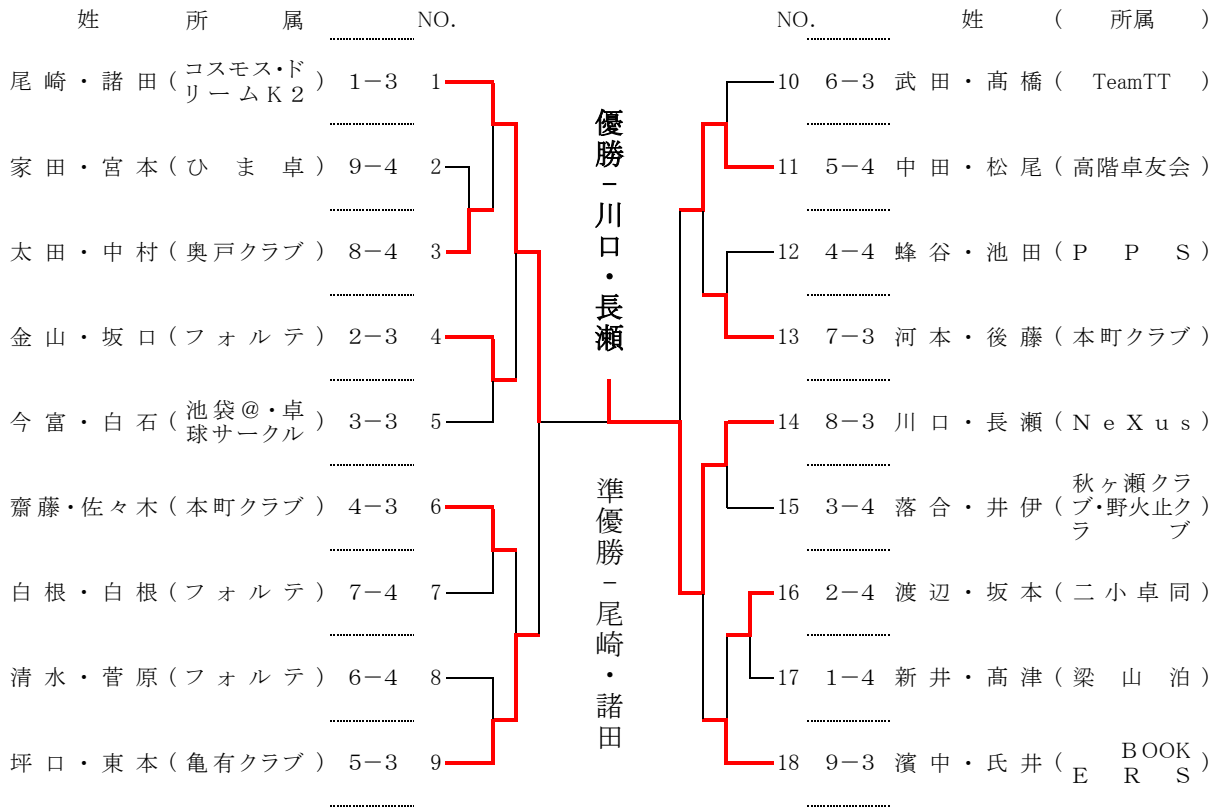 姓 所 属 NO. NO. 姓 ( 所属 )
尾崎・諸田(コスモス・ドリームK2) 1-3 1
家田・宮本(ひま卓) 9-4 2
太田・中村(奥戸クラブ) 8-4 3
金山・坂口(フォルテ) 2-3 4
今富・白石(池袋@・卓球サークル) 3-3 5
齋藤・佐々木(本町クラブ) 4-3 6
白根・白根(フォルテ) 7-4 7
清水・菅原(フォルテ) 6-4 8
坪口・東本(亀有クラブ) 5-3 9
優勝-川口・長瀬
準優勝-尾崎・諸田
10 6-3 武田・髙橋(TeamTT)
11 5-4 中田・松尾(高階卓友会)
12 4-4 蜂谷・池田(PPS)
13 7-3 河本・後藤(本町クラブ)
14 8-3 川口・長瀬(NeXus)
15 3-4 落合・井伊(秋ヶ瀬クラブ・野火止クラブ)
16 2-4 渡辺・坂本(二小卓同)
17 1-4 新井・髙津(梁山泊)
18 9-3 濱中・氏井(BOOKERS)